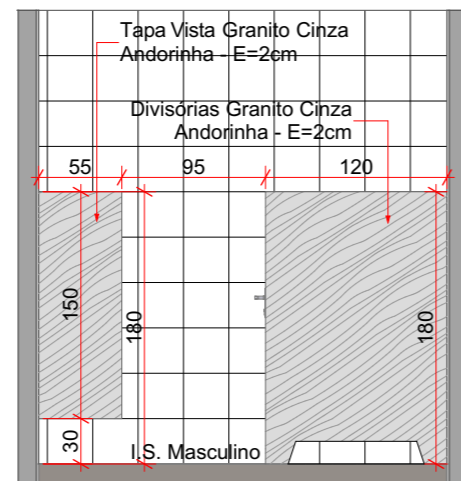 Tapa Vista Granito Cinza
Andorinha - E=2cm
Divisórias Granito Cinza
Andorinha - E=2cm
55
95
120
150
180
180
30
I.S. Masculino